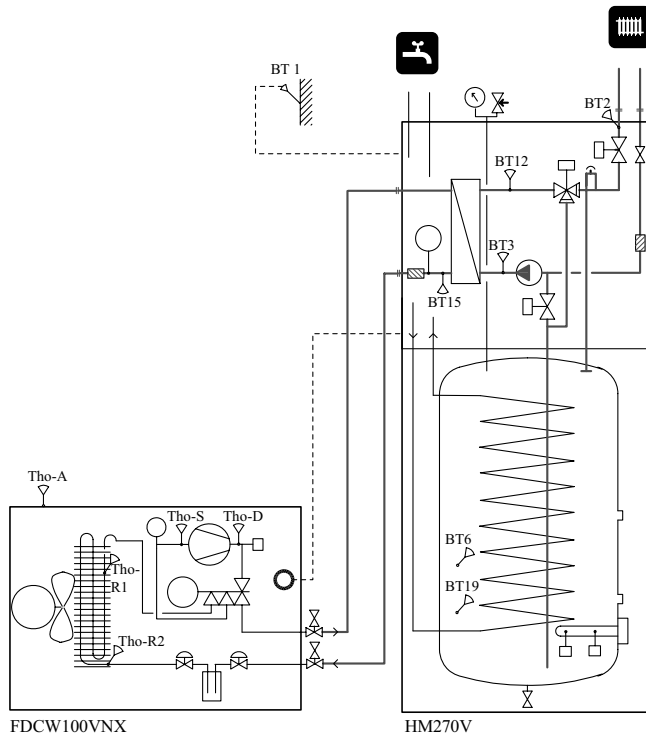 BT 1
BT2
BT12
BT3
BT15
Tho-A
Tho-S
Tho-D
Tho-
R1
Tho-R2
BT6
BT19
FDCW100VNX
HM270V